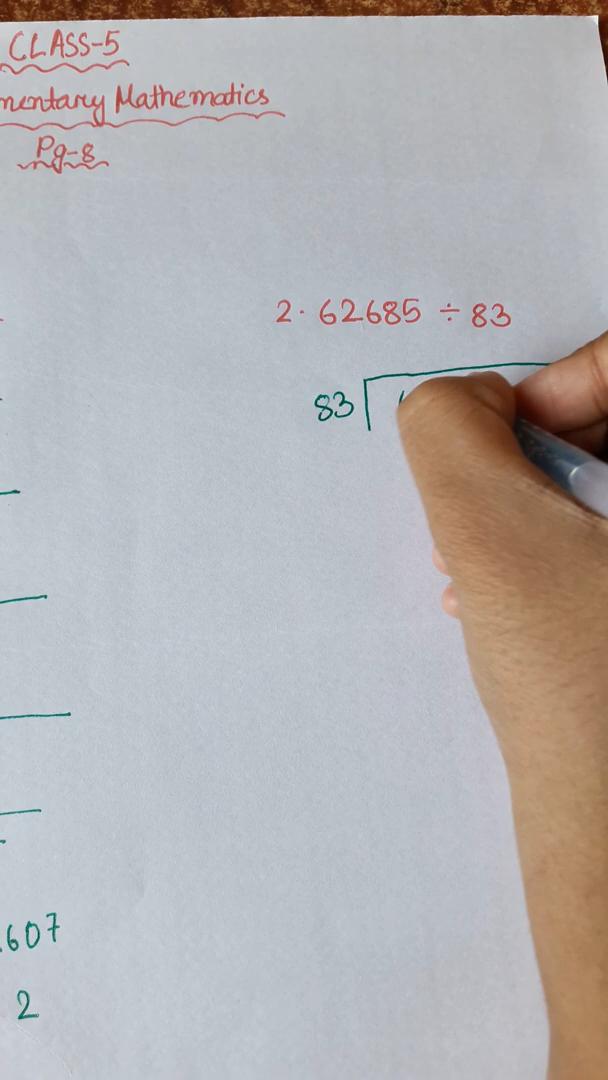 CLASS-5
mentary Mathematics
Pg-8
2. 62685 ÷ 83
83
607
2